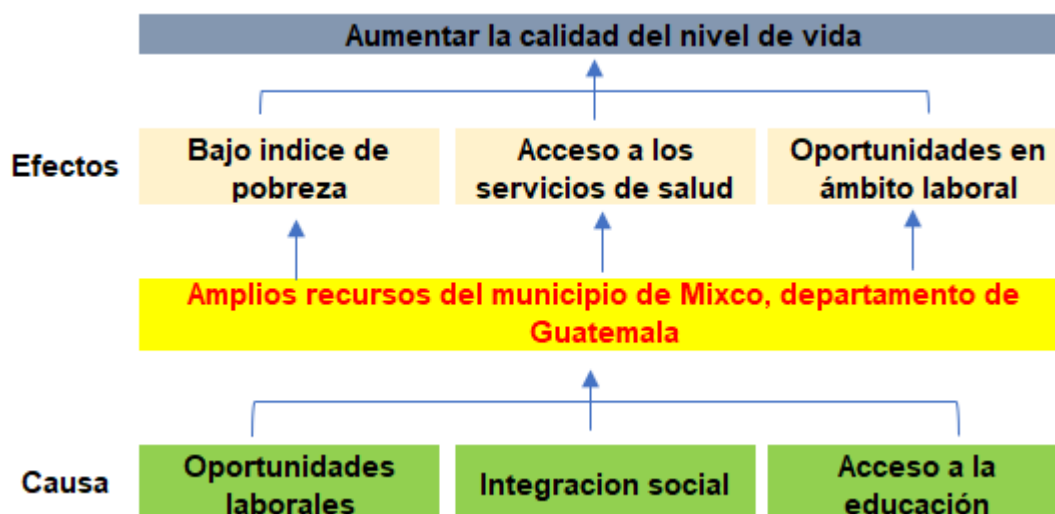 Aumentar la calidad del nivel de vida
Efectos
Bajo indice de
pobreza
Acceso a los
servicios de salud
Oportunidades en
ámbito laboral
Amplios recursos del municipio de Mixco, departamento de
Guatemala
Causa
Oportunidades
laborales
Integracion social
Acceso a la
educación